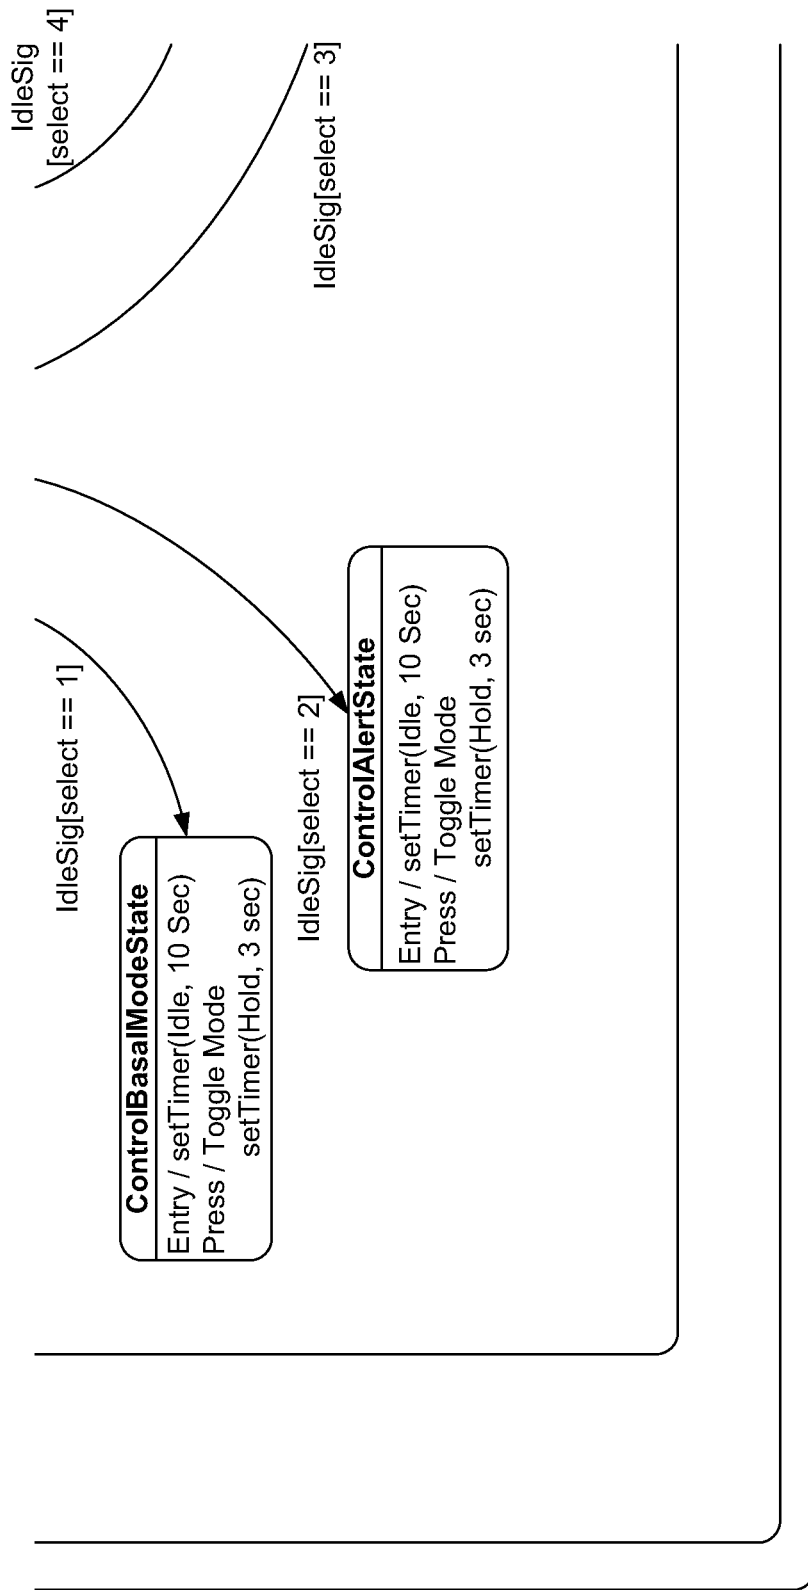 IdleSig
[select == 4]
IdleSig[select == 3]
IdleSig[select == 1]
ControlBasalModeState
Entry / setTimer(Idle, 10 Sec)
Press / Toggle Mode
setTimer(Hold, 3 sec)
IdleSig[select == 2]
ControlAlertState
Entry / setTimer(Idle, 10 Sec)
Press / Toggle Mode
setTimer(Hold, 3 sec)